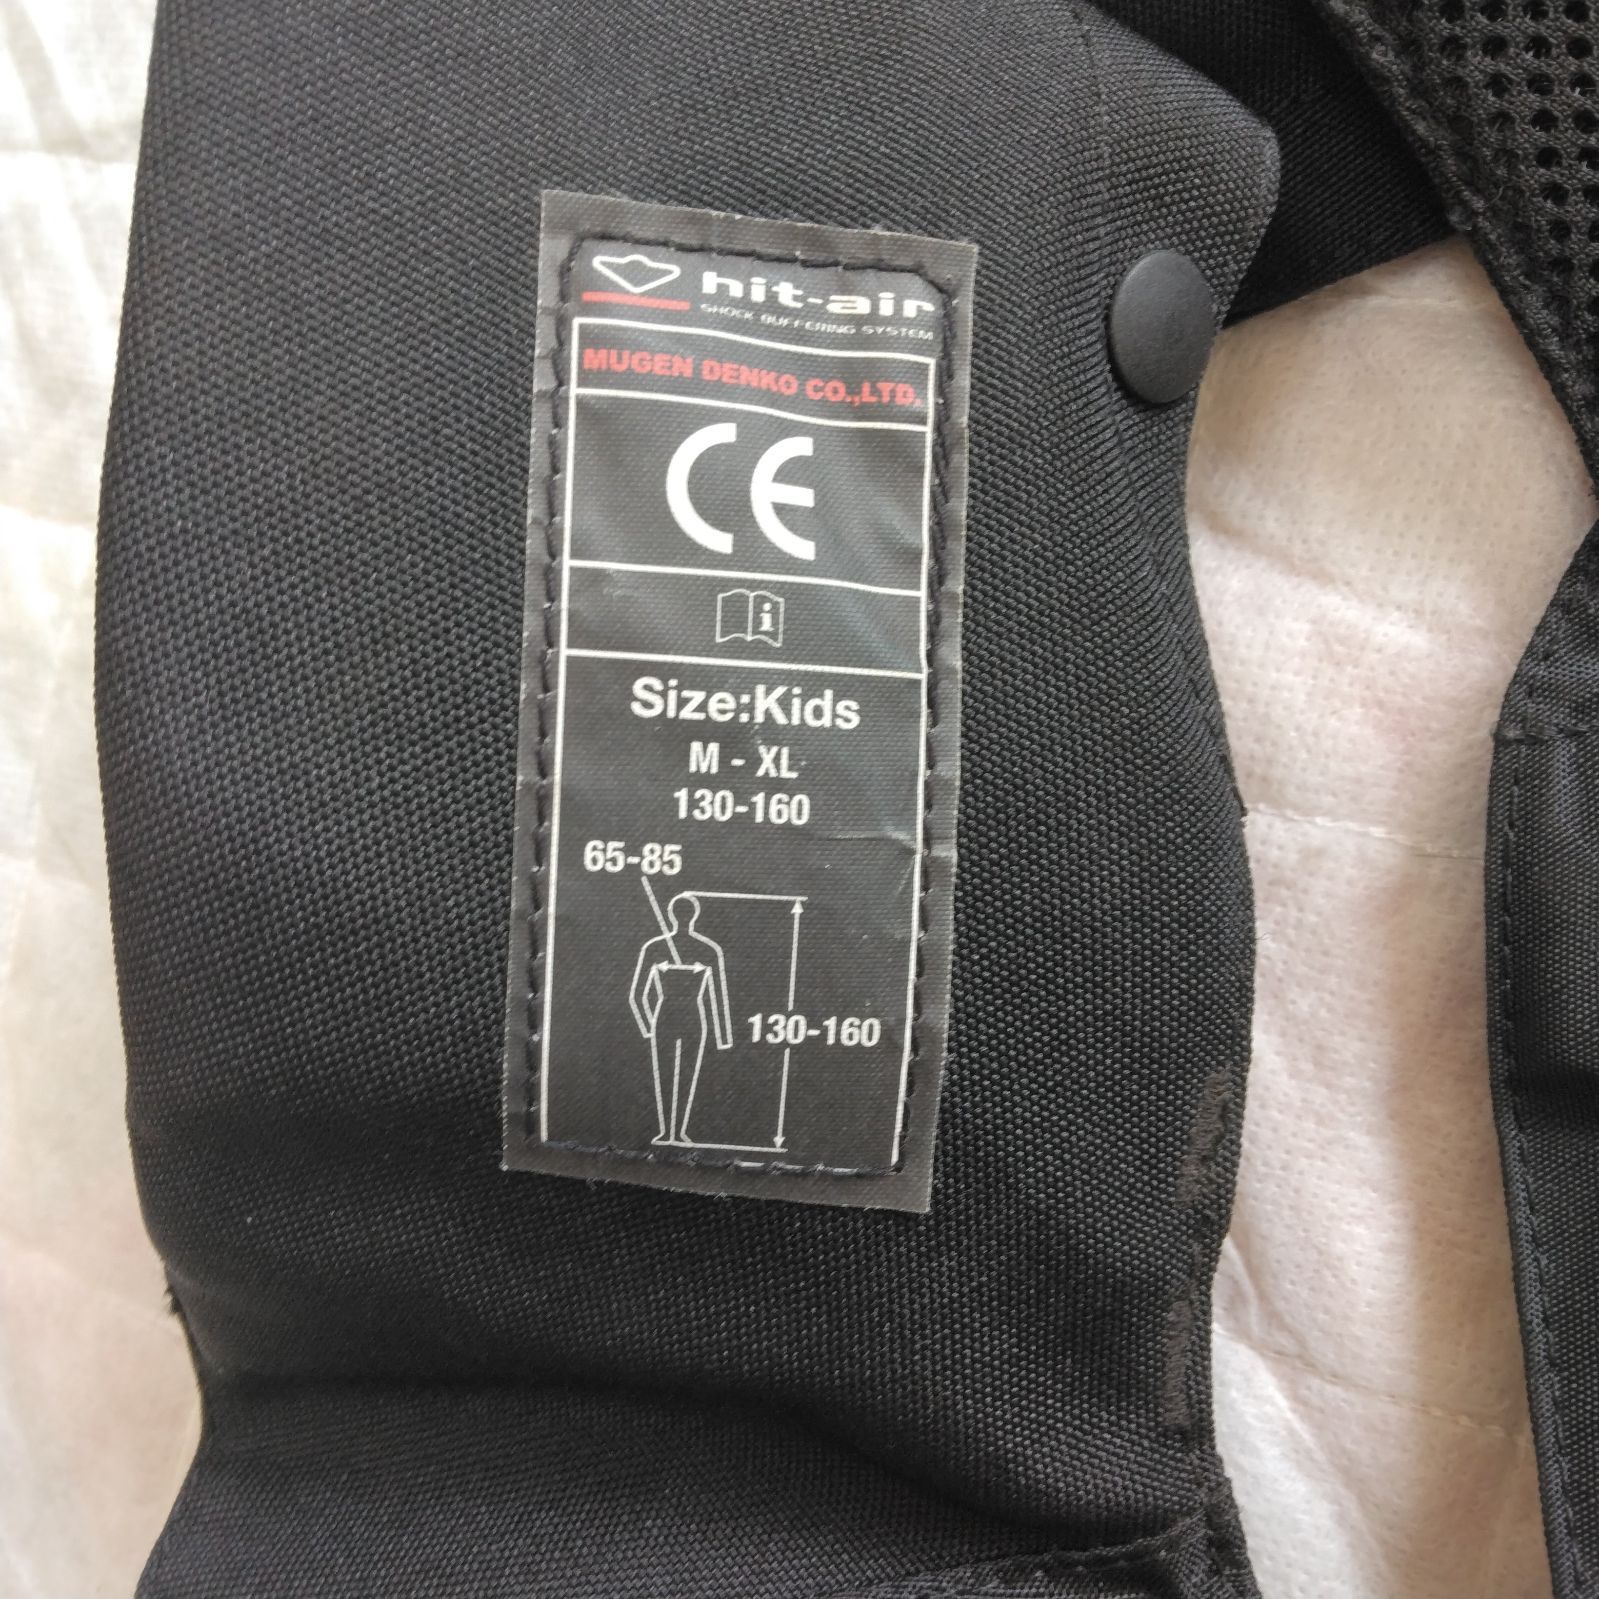 hit-air
SHOCK BUFFERING SYSTEM
MUGEN DENKO CO.,LTD.
CE
i
Size:Kids
M - XL
130-160
65-85
130-160